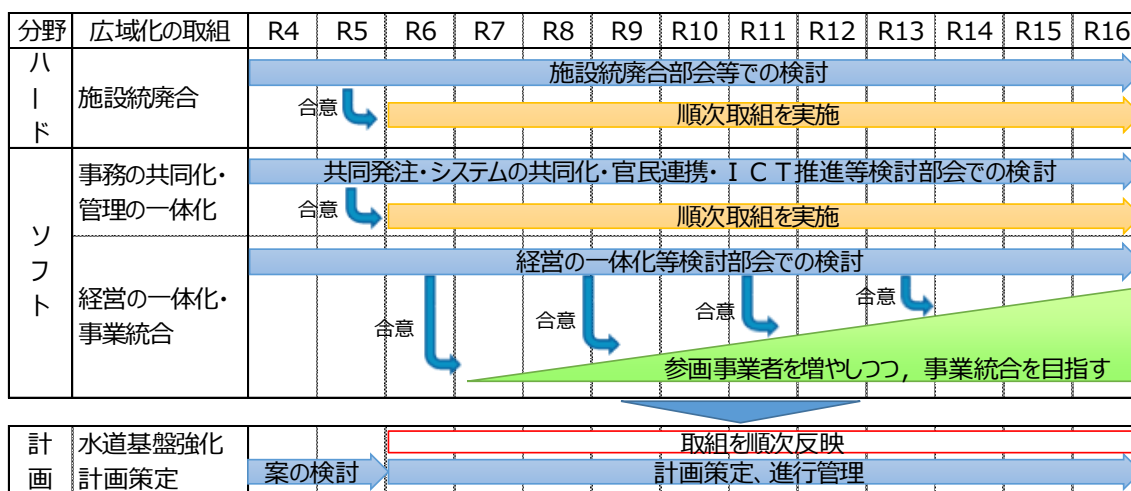 分野 広域化の取組 R4 R5 R6 R7 R8 R9 R10 R11 R12 R13 R14 R15 R16
ハード
施設統廃合
施設統廃合部会等での検討
合意
順次取組を実施
ソフト
事務の共同化・
管理の一体化
共同発注・システムの共同化・官民連携・ＩＣＴ推進等検討部会での検討
合意
順次取組を実施
経営の一体化・
事業統合
経営の一体化等検討部会での検討
合意
合意
合意
合意
参画事業者を増やしつつ，事業統合を目指す
計画
水道基盤強化
計画策定
取組を順次反映
案の検討
計画策定、進行管理